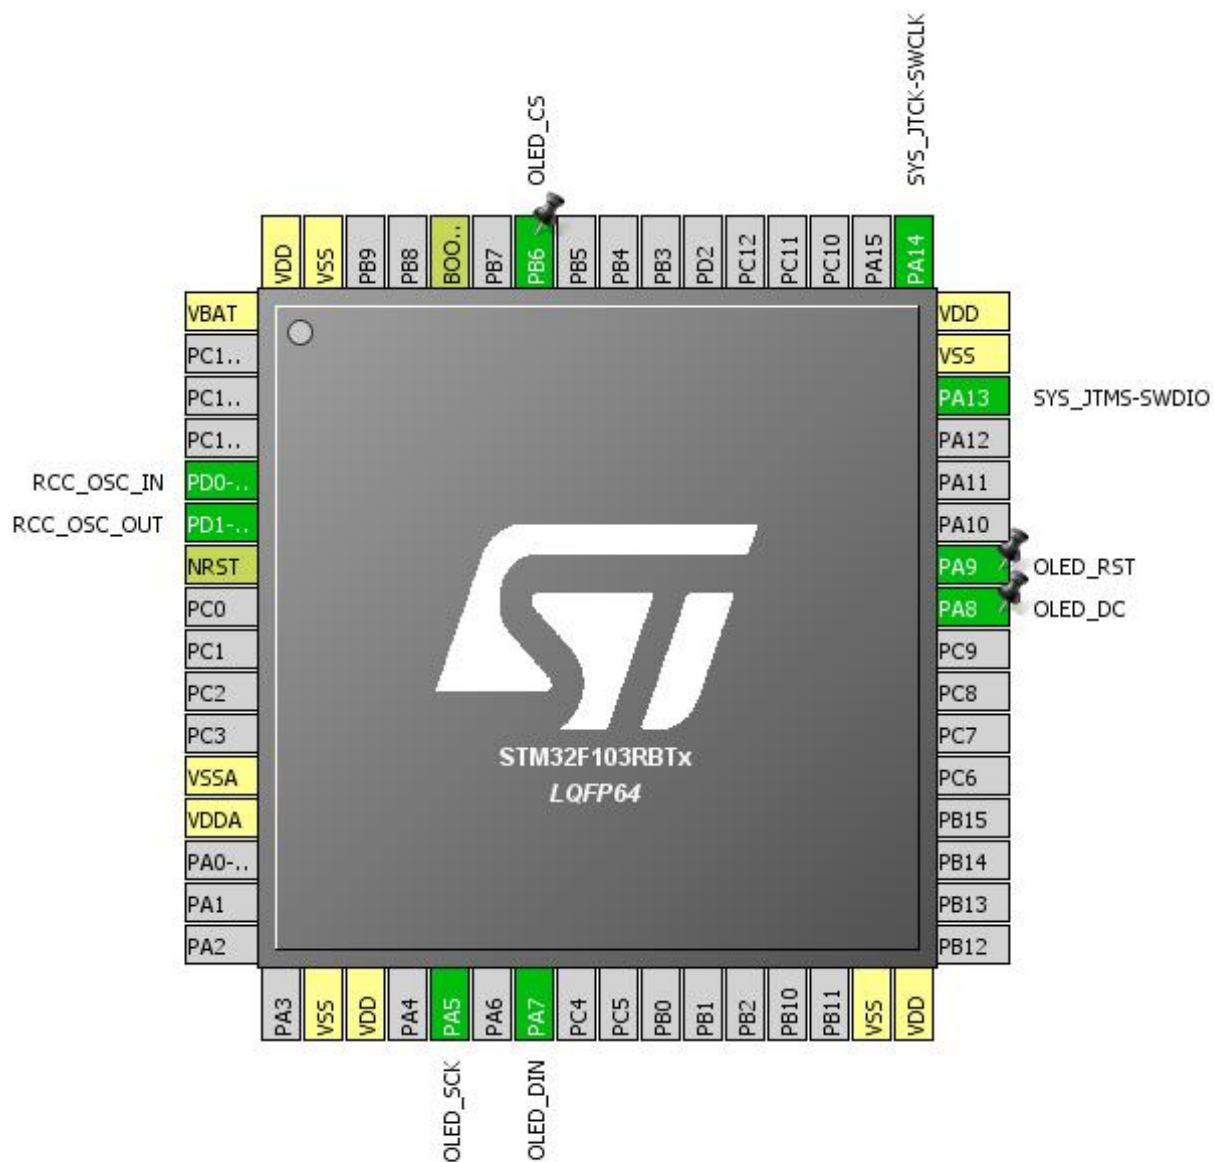 SYS_JTCK-SWCLK
OLED_CS
VDD
VSS
PB9
PB8
BOO..
PB7
PB6
PB5
PB4
PB3
PD2
PC12
PC11
PC10
PA15
PA14
VBAT
PC1..
PC1..
PC1..
RCC_OSC_IN PD0-..
RCC_OSC_OUT PD1-..
NRST
PC0
PC1
PC2
PC3
VSSA
VDDA
PA0-..
PA1
PA2
ST
STM32F103RBTx
LQFP64
VDD
VSS
PA13 SYS_JTMS-SWDIO
PA12
PA11
PA10
PA9 OLED_RST
PA8 OLED_DC
PC9
PC8
PC7
PC6
PB15
PB14
PB13
PB12
PA3
VSS
VDD
PA4
PA5
PA6
PA7
PC4
PC5
PB0
PB1
PB2
PB10
PB11
VSS
VDD
OLED_SCK
OLED_DIN